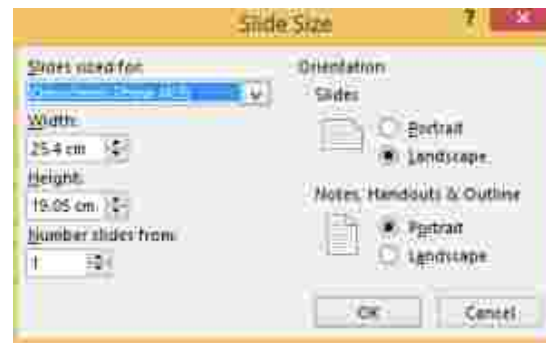 Slide Size
Slides sized for:
Width:
25.4 cm
Height:
19.05 cm
Number slides from:
1
Orientation
Slides
Portrait
Landscape
Notes, Handouts & Outline
Portrait
Landscape
OK
Cancel